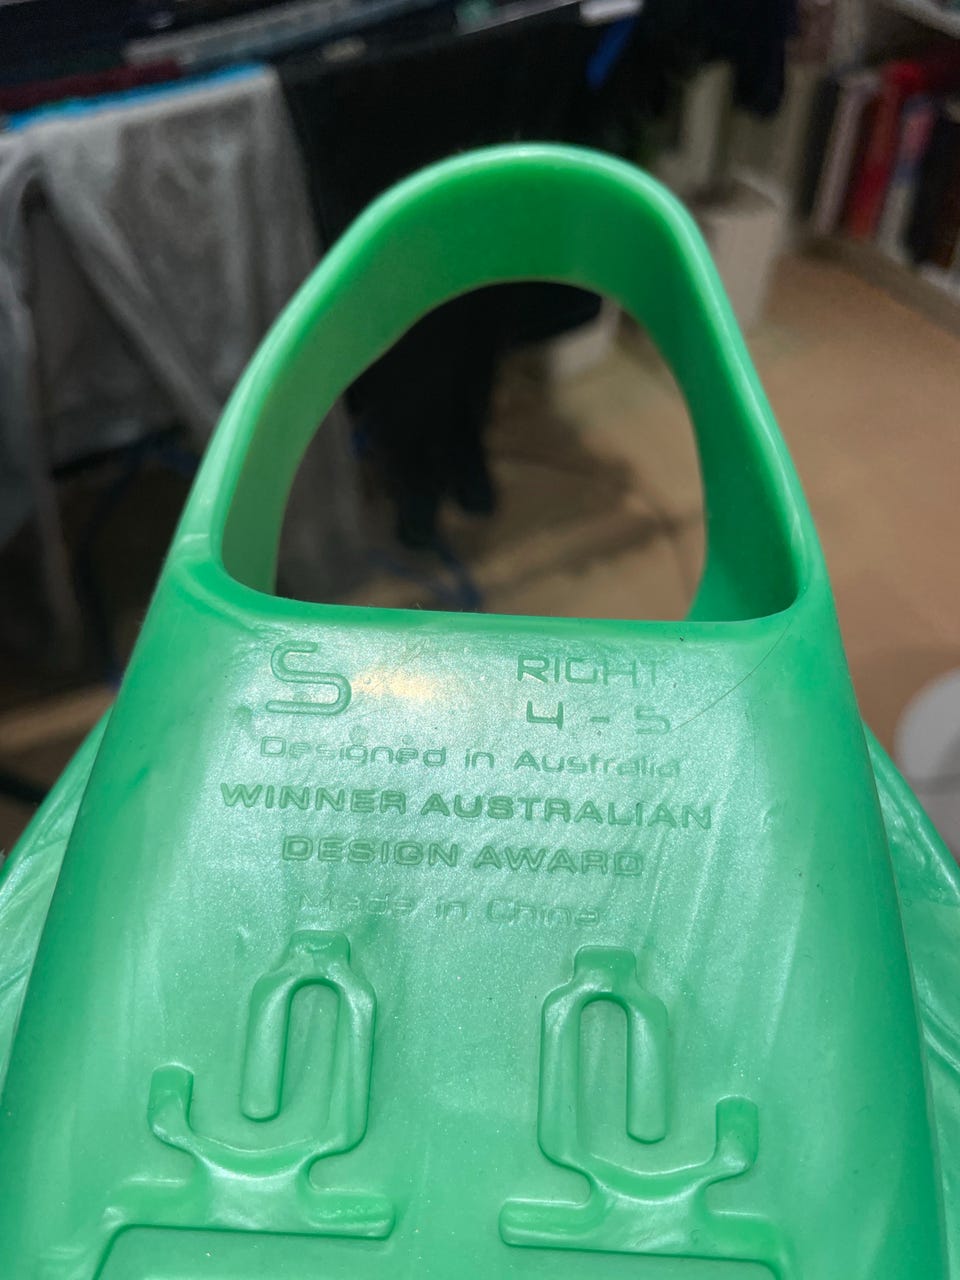 S RIGHT
4 - 5
Designed in Australia
WINNER AUSTRALIAN
DESIGN AWARD
Made in China